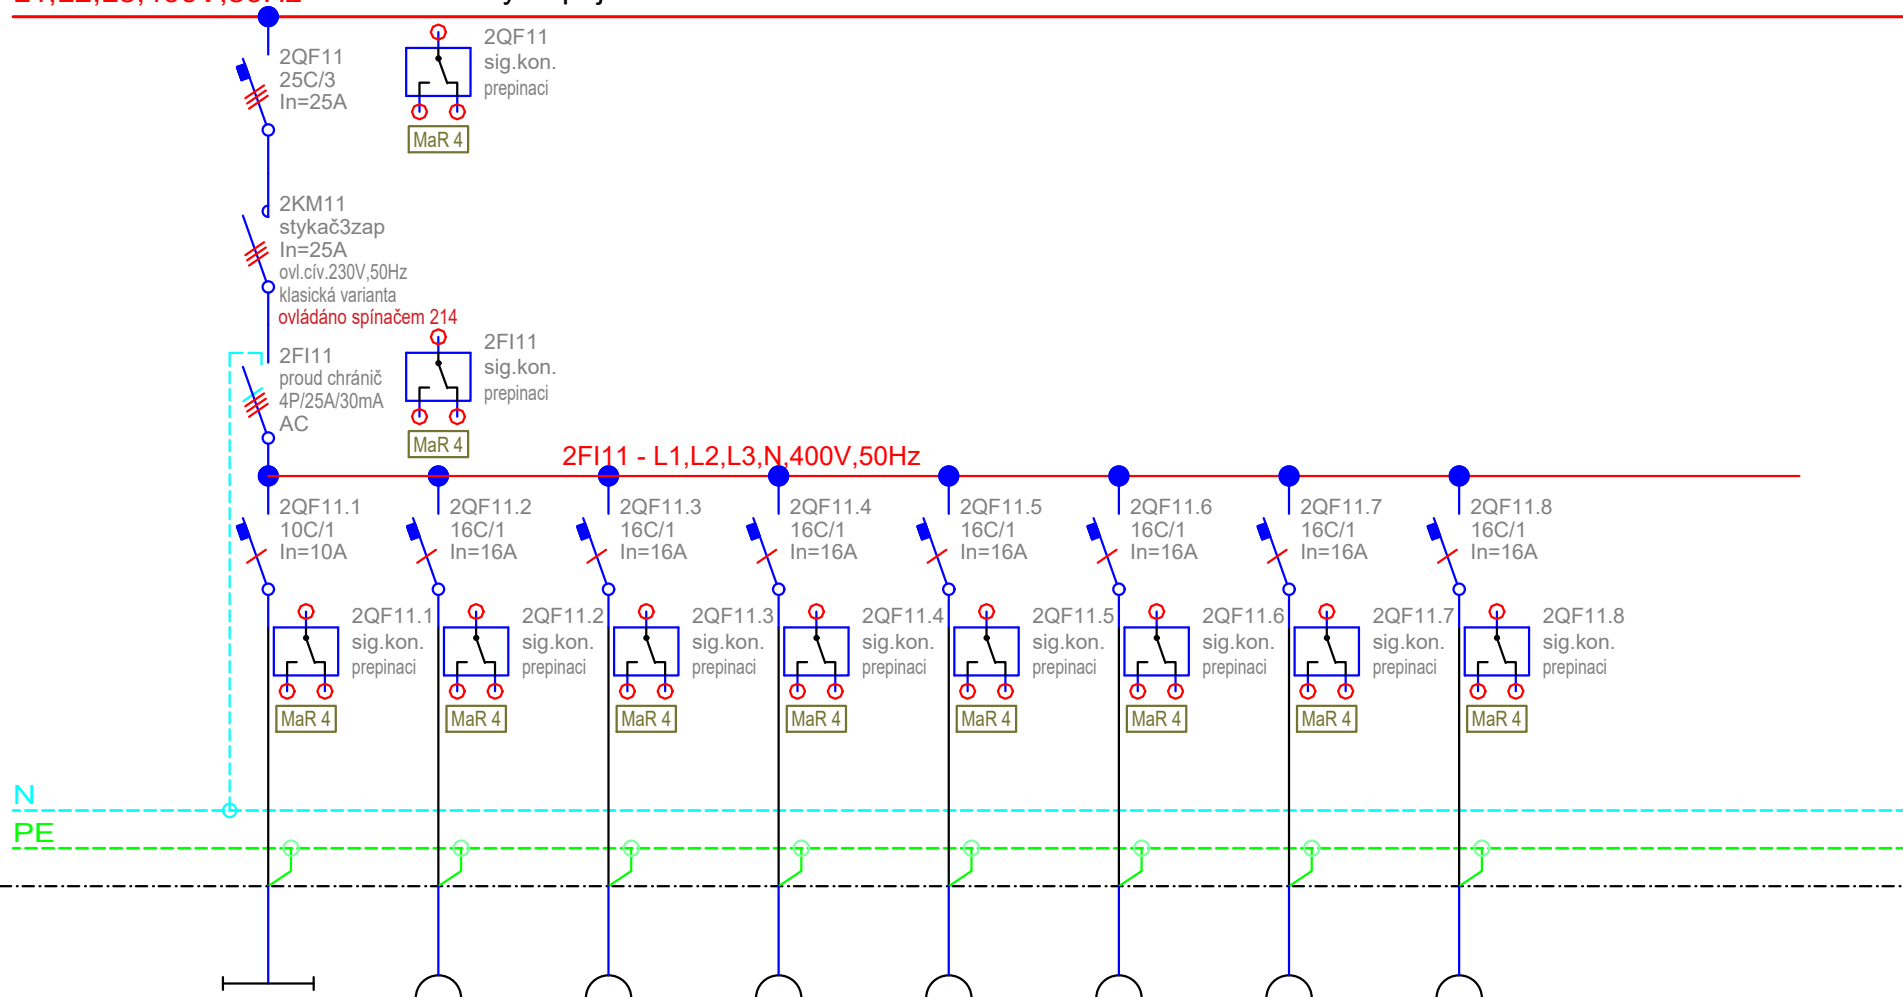 2QF11
25C/3
In=25A
2QF11
sig.kon.
prepinaci
MaR 4
2KM11
stykač3zap
In=25A
ovl.cív.230V,50Hz
klasická varianta
ovládáno spínačem 214
2FI11
proud chránič
4P/25A/30mA
AC
2FI11
sig.kon.
prepinaci
MaR 4
2FI11 - L1,L2,L3,N,400V,50Hz
2QF11.1
10C/1
In=10A
2QF11.2
16C/1
In=16A
2QF11.3
16C/1
In=16A
2QF11.4
16C/1
In=16A
2QF11.5
16C/1
In=16A
2QF11.6
16C/1
In=16A
2QF11.7
16C/1
In=16A
2QF11.8
16C/1
In=16A
2QF11.1
sig.kon.
prepinaci
MaR 4
2QF11.2
sig.kon.
prepinaci
MaR 4
2QF11.3
sig.kon.
prepinaci
MaR 4
2QF11.4
sig.kon.
prepinaci
MaR 4
2QF11.5
sig.kon.
prepinaci
MaR 4
2QF11.6
sig.kon.
prepinaci
MaR 4
2QF11.7
sig.kon.
prepinaci
MaR 4
2QF11.8
sig.kon.
prepinaci
MaR 4
N
PE